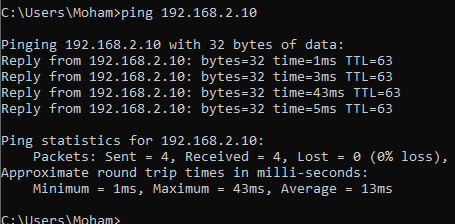 C:\Users\Moham>ping 192.168.2.10
Pinging 192.168.2.10 with 32 bytes of data:
Reply from 192.168.2.10: bytes=32 time=1ms TTL=63
Reply from 192.168.2.10: bytes=32 time=3ms TTL=63
Reply from 192.168.2.10: bytes=32 time=43ms TTL=63
Reply from 192.168.2.10: bytes=32 time=5ms TTL=63
Ping statistics for 192.168.2.10:
    Packets: Sent = 4, Received = 4, Lost = 0 (0% loss),
Approximate round trip times in milli-seconds:
    Minimum = 1ms, Maximum = 43ms, Average = 13ms
C:\Users\Moham>